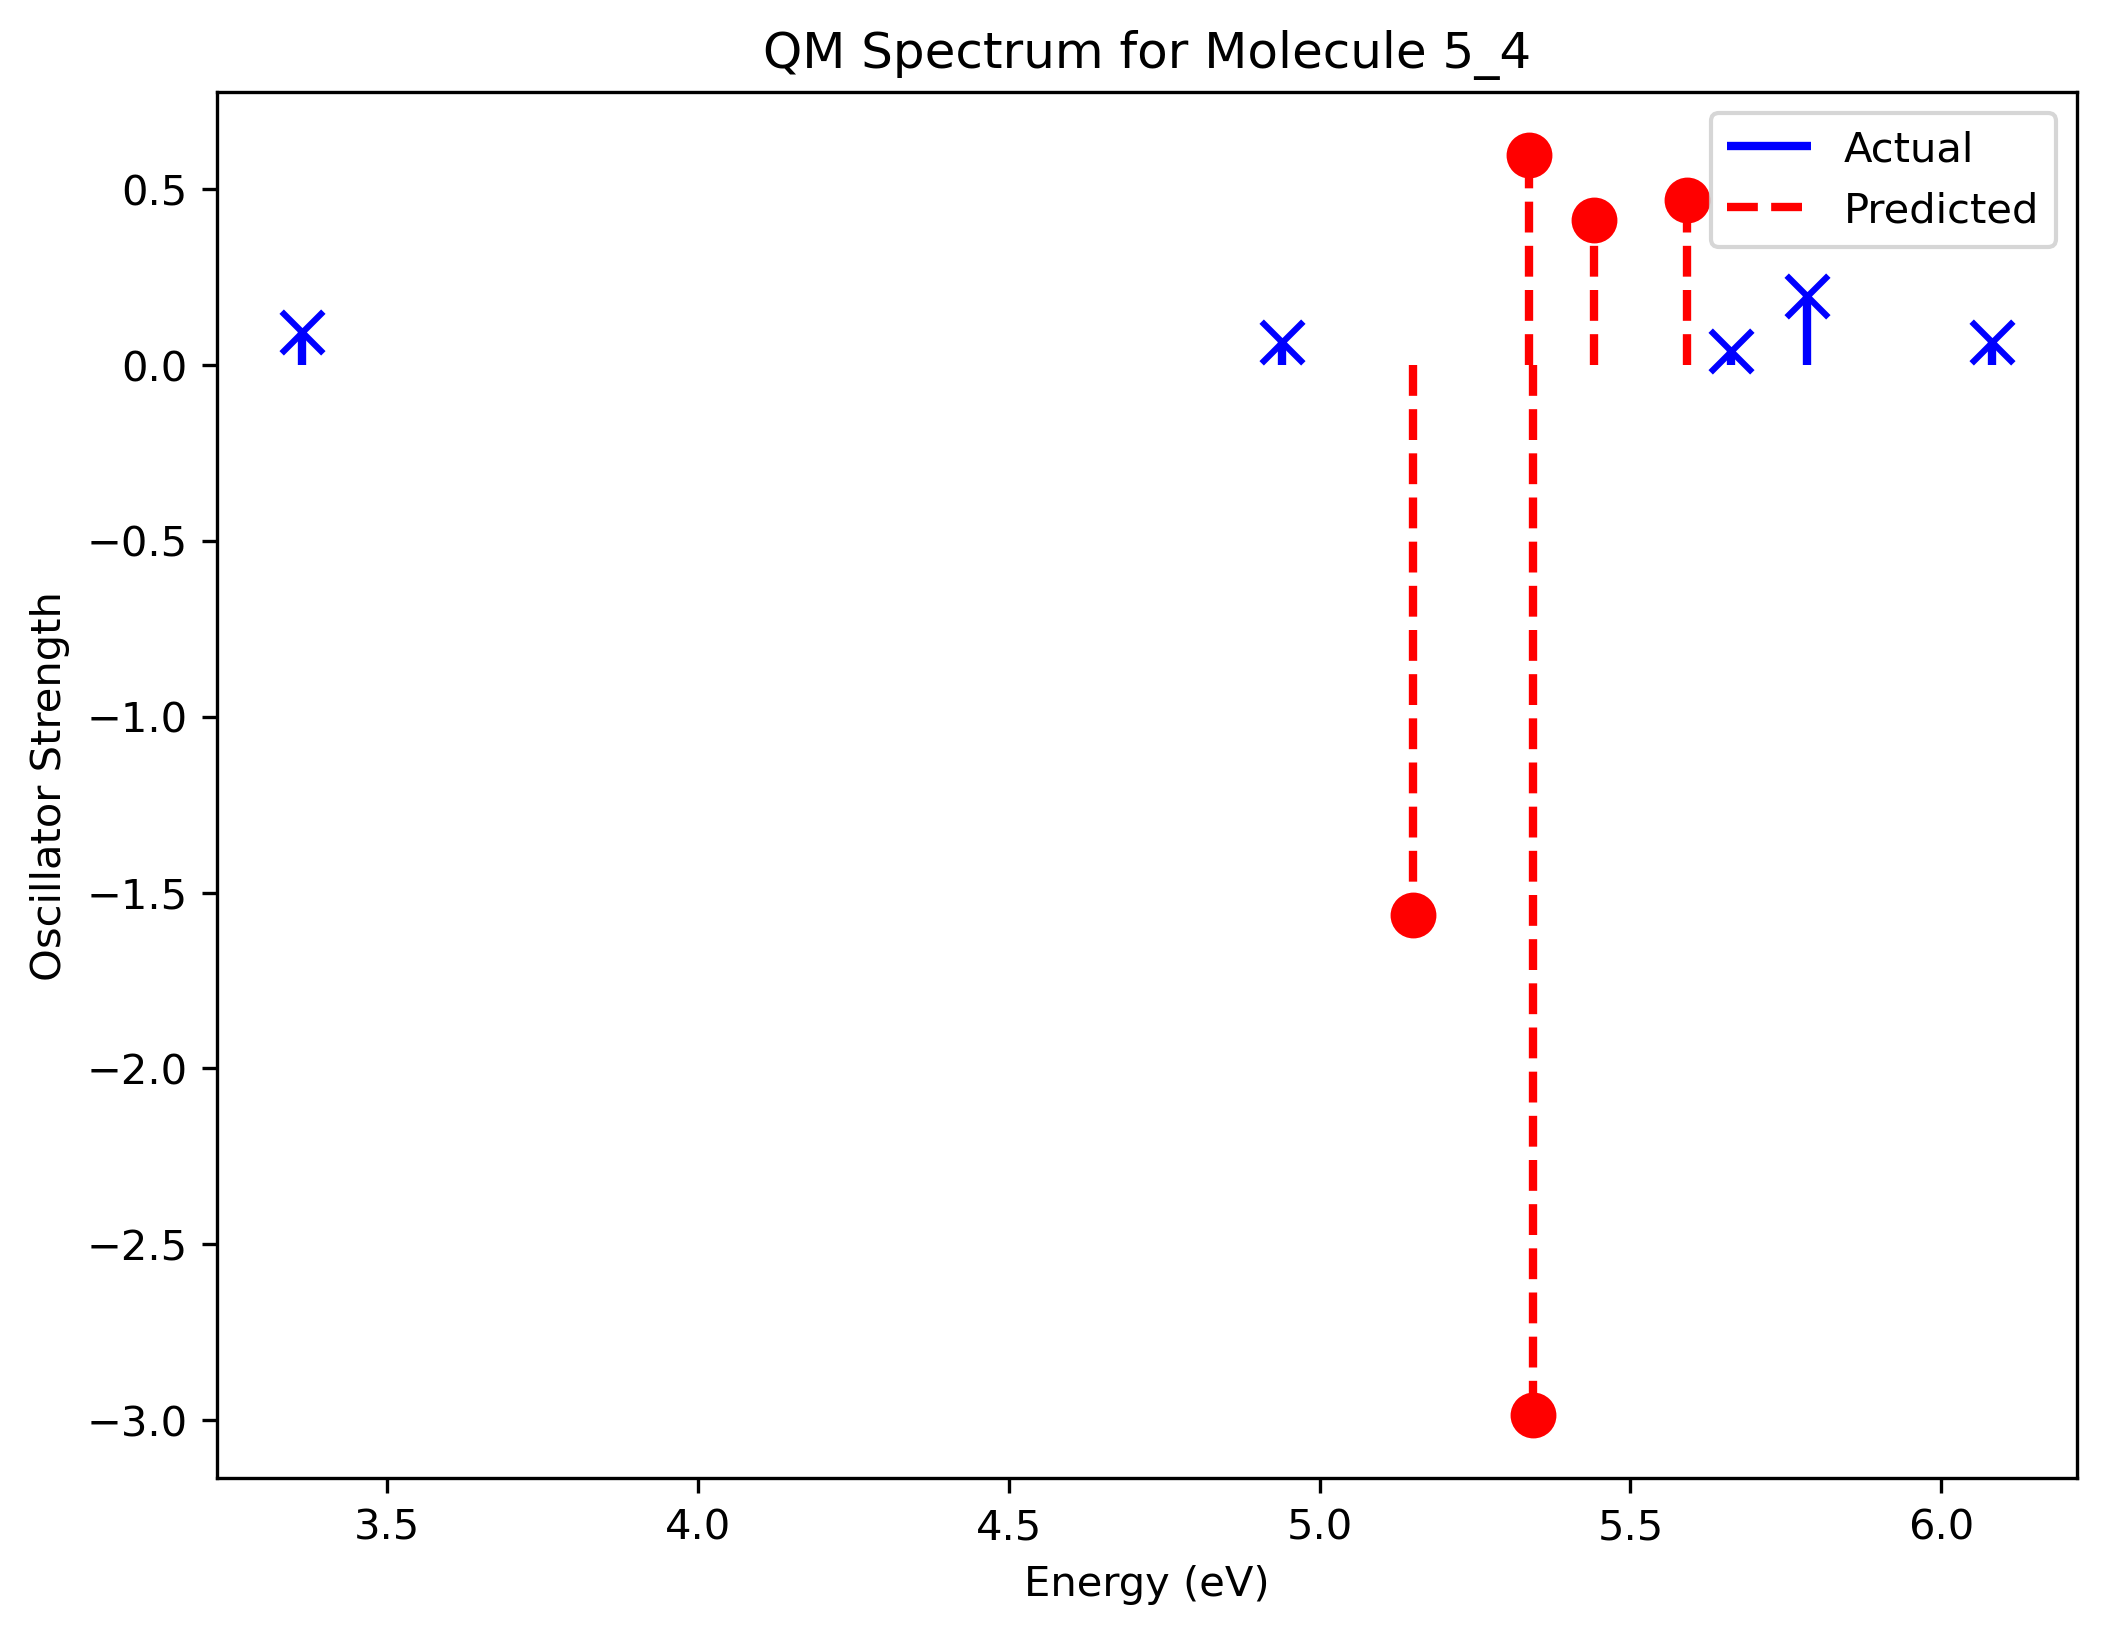 QM Spectrum for Molecule 5_4
Actual
Predicted
0.5
0.0
−0.5
−1.0
−1.5
−2.0
−2.5
−3.0
Oscillator Strength
3.5 4.0 4.5 5.0 5.5 6.0
Energy (eV)